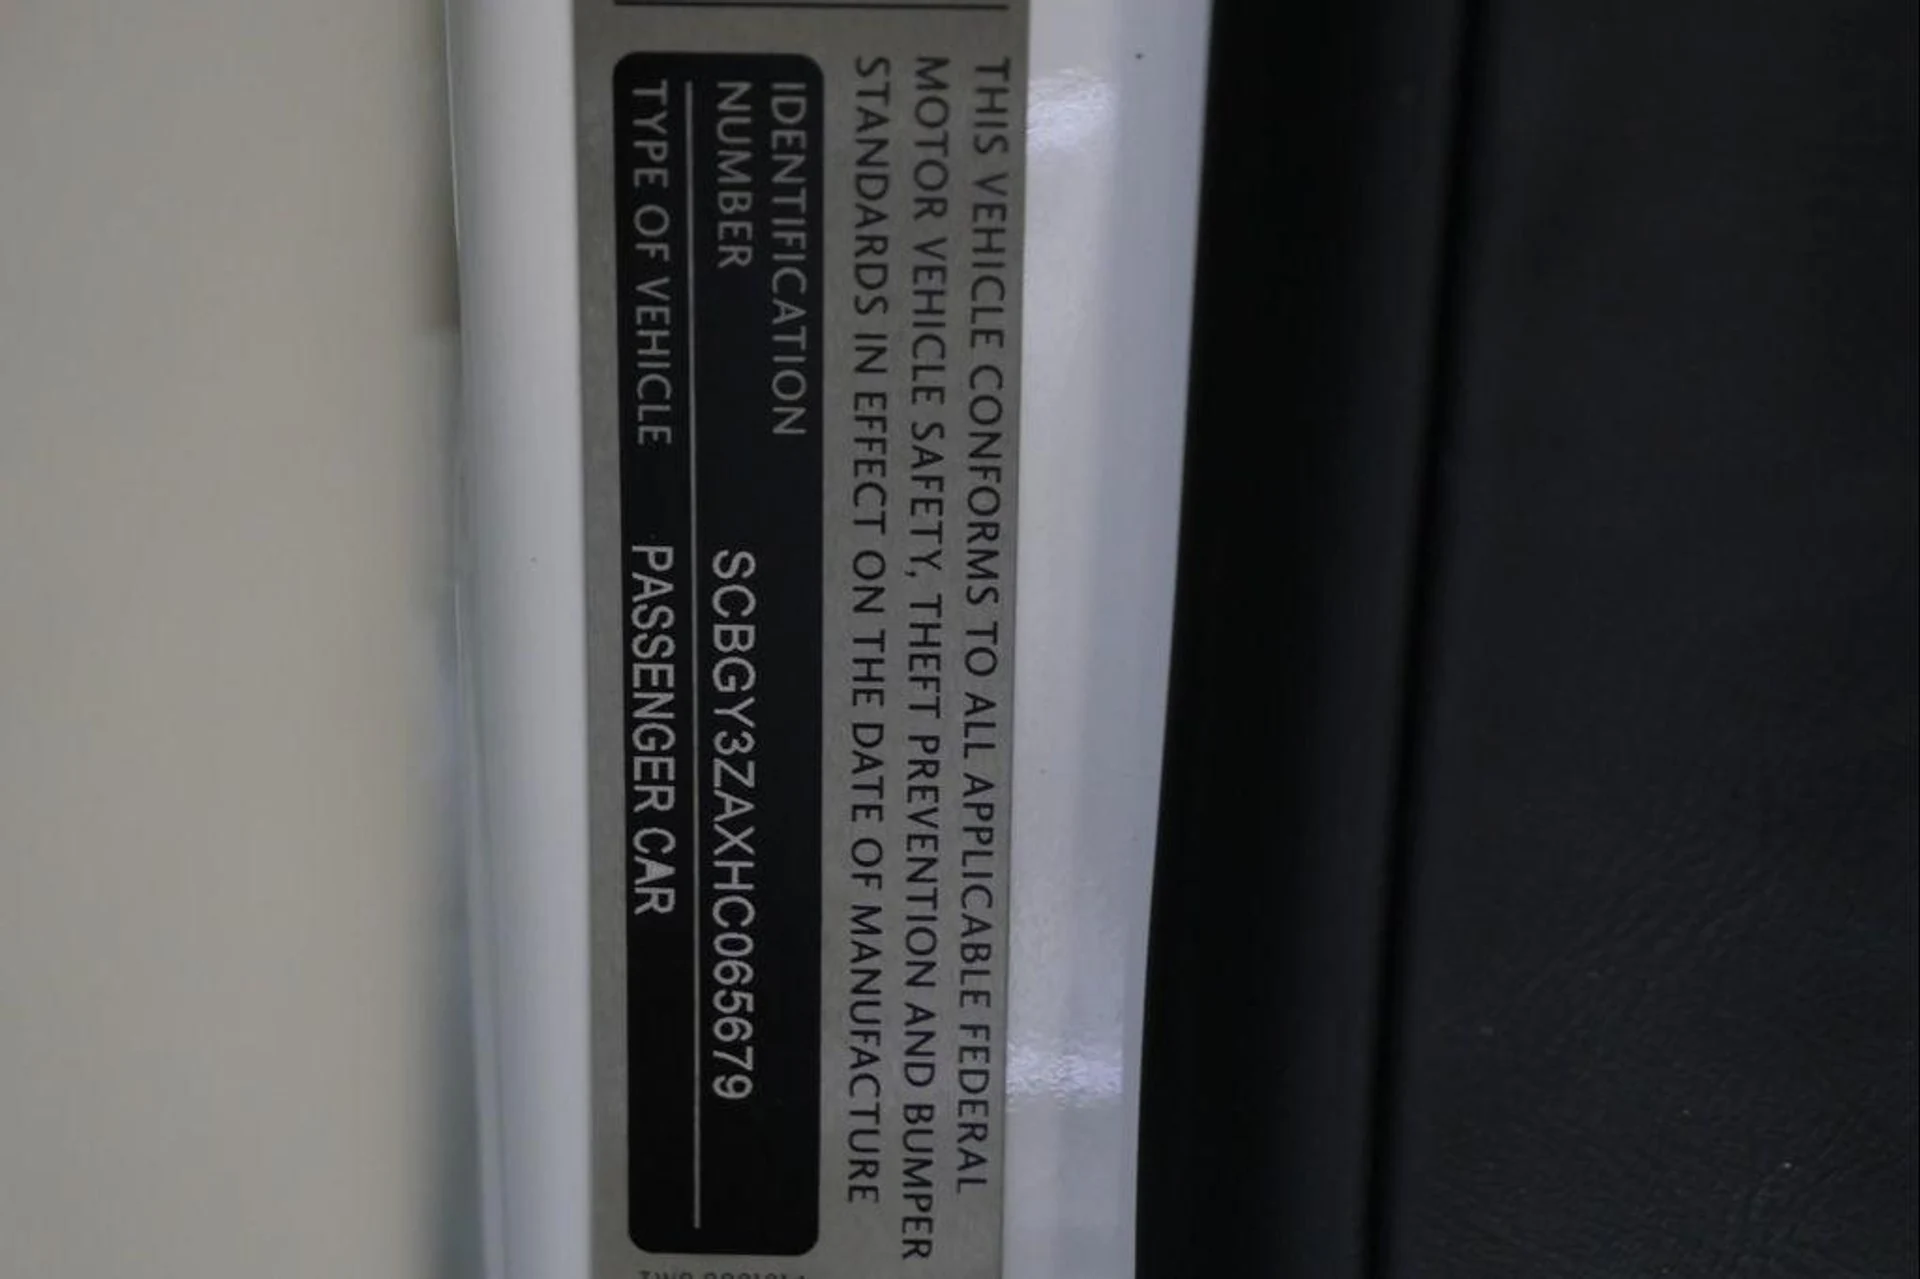 THIS VEHICLE CONFORMS TO ALL APPLICABLE FEDERAL
MOTOR VEHICLE SAFETY, THEFT PREVENTION AND BUMPER
STANDARDS IN EFFECT ON THE DATE OF MANUFACTURE
IDENTIFICATION
NUMBER SCBGY3ZAXHC065679
TYPE OF VEHICLE PASSENGER CAR